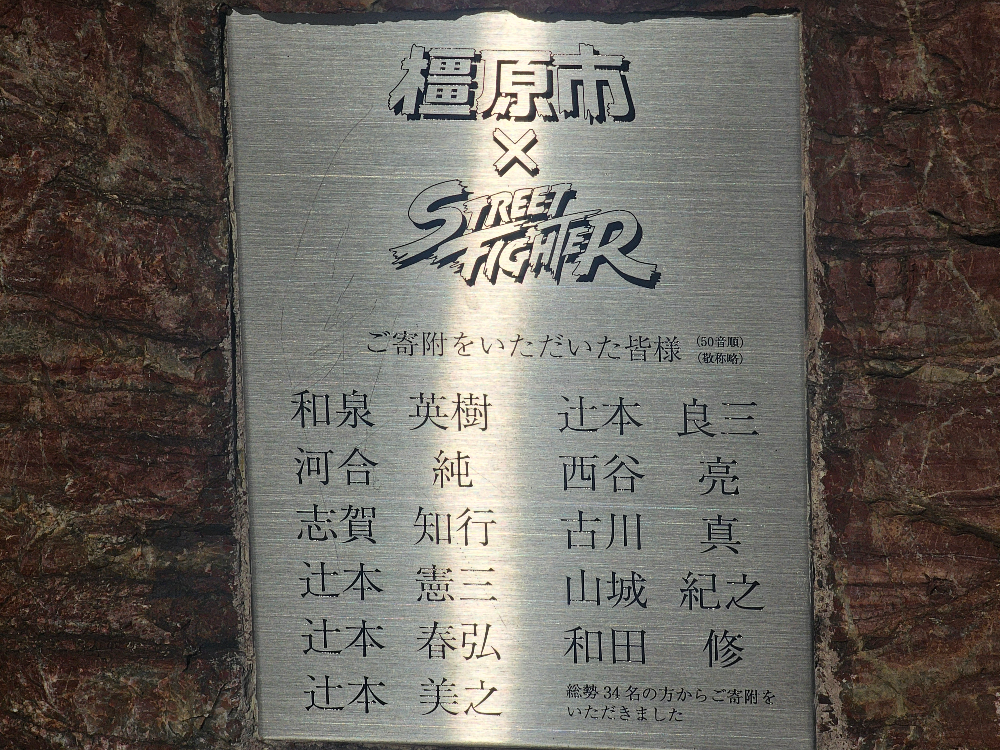 橿原市
×
STREET
FIGHTER
ご寄附をいただいた皆様 (50音順)
(敬称略)
和泉 英樹
河合 純
志賀 知行
辻本 憲三
辻本 春弘
辻本 美之
辻本 良三
西谷 亮
古川 真
山城 紀之
和田 修
総勢 34 名の方からご寄附を
いただきました